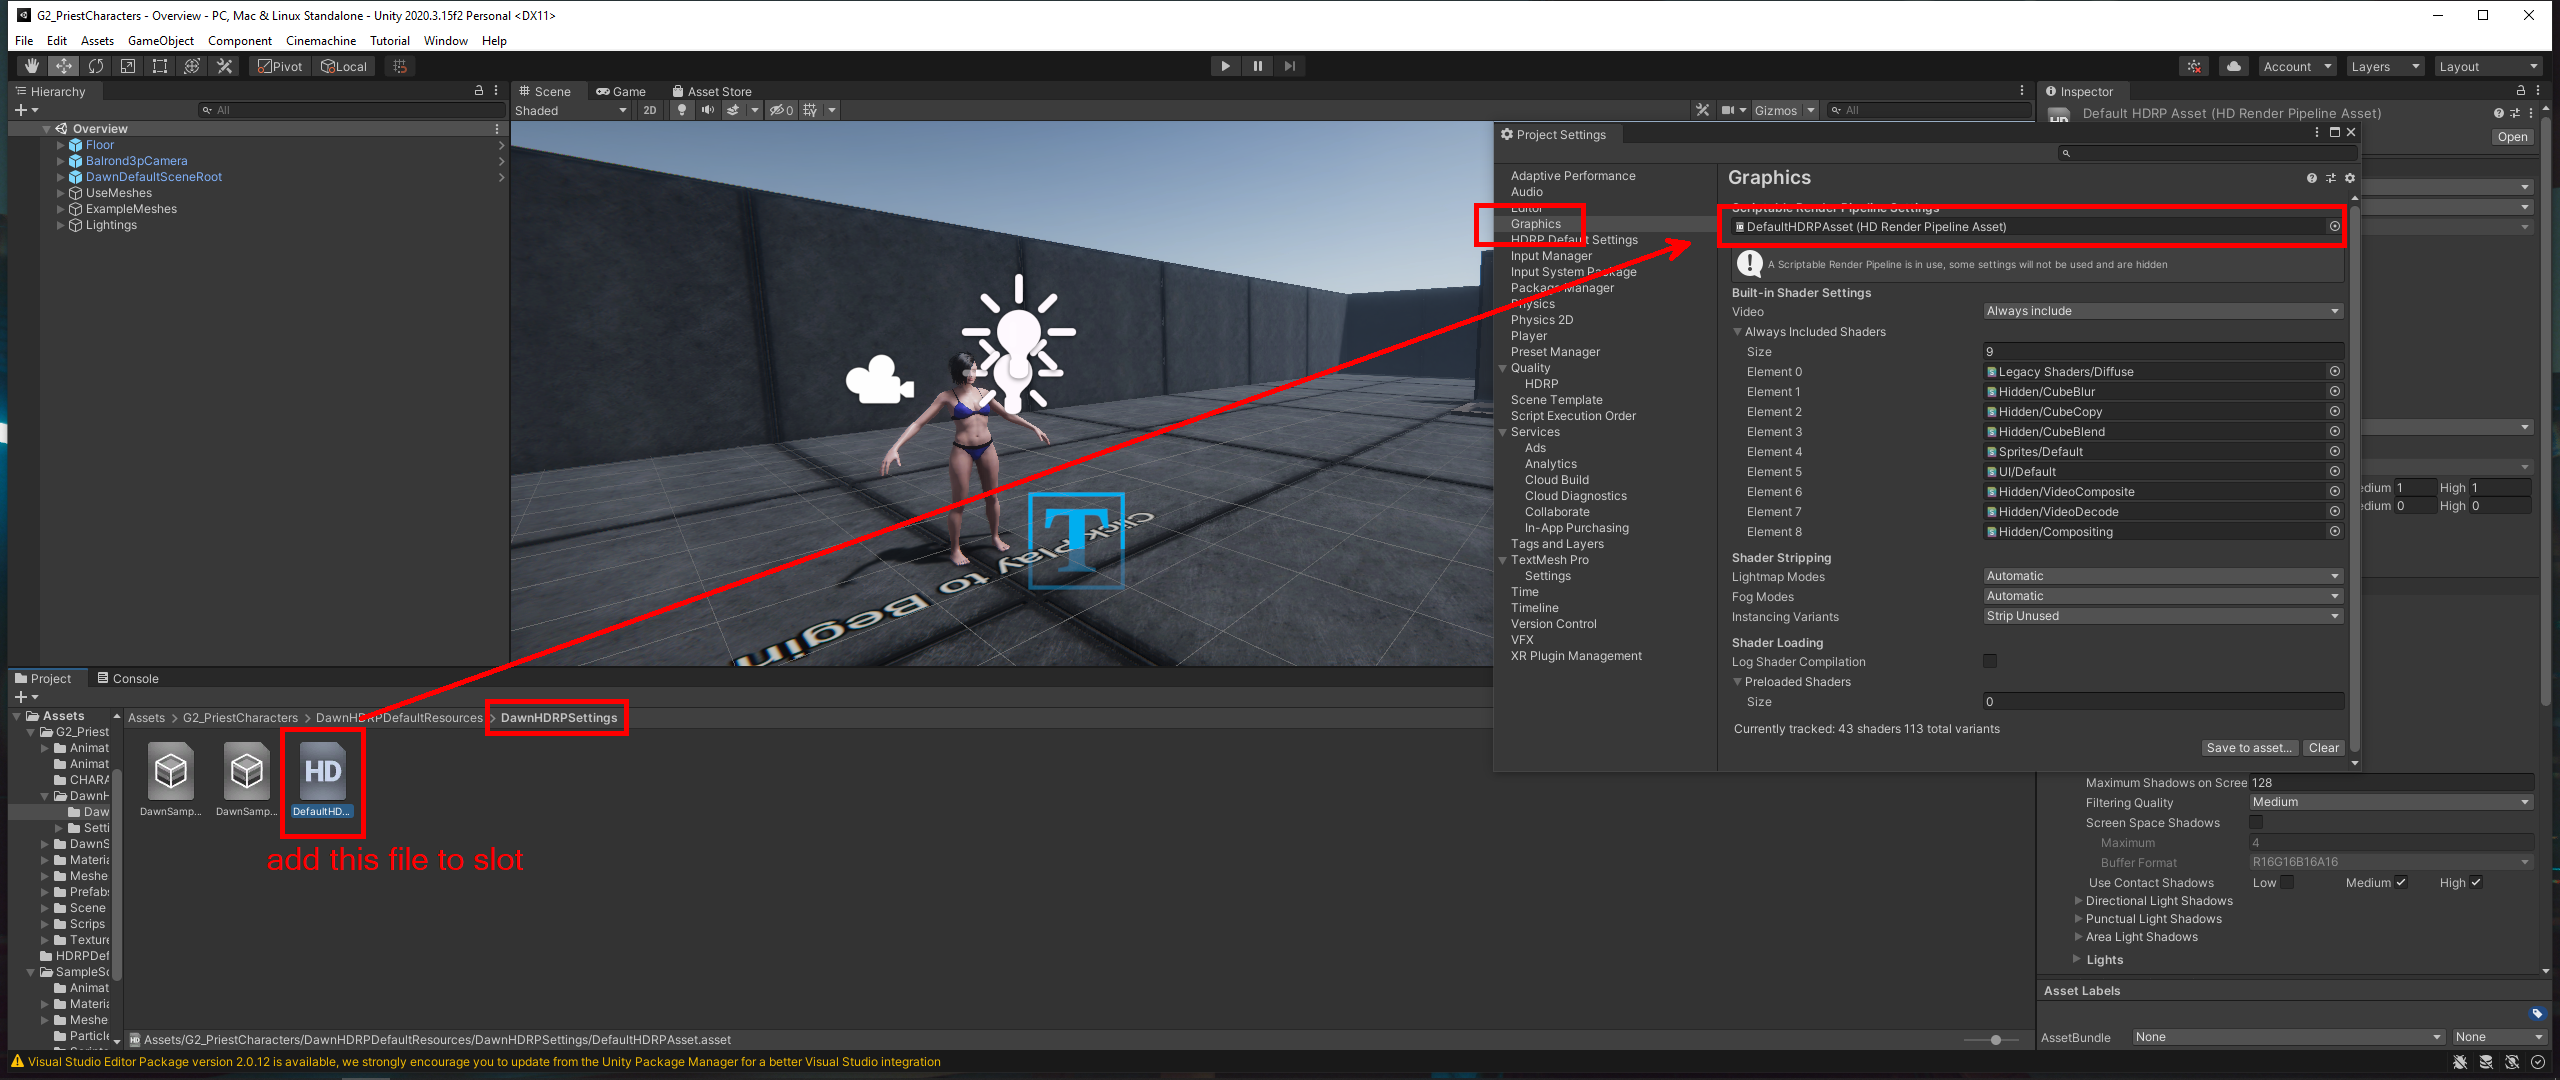 G2_PriestCharacters - Overview - PC, Mac & Linux Standalone - Unity 2020.3.15f2 Personal <DX11>
File Edit Assets GameObject Component Cinemachine Tutorial Window Help
Pivot Local
Account Layers Layout
Hierarchy
All
Overview
Floor
Balrond3pCamera
DawnDefaultSceneRoot
UseMeshes
ExampleMeshes
Lightings
Scene Game Asset Store
Shaded 2D 0 Gizmos All
Click Play to Begin
T
Project Settings
Adaptive Performance
Audio
Editor
Graphics
HDRP Default Settings
Input Manager
Input System Package
Package Manager
Physics
Physics 2D
Player
Preset Manager
Quality
HDRP
Scene Template
Script Execution Order
Services
Ads
Analytics
Cloud Build
Cloud Diagnostics
Collaborate
In-App Purchasing
Tags and Layers
TextMesh Pro
Settings
Time
Timeline
Version Control
VFX
XR Plugin Management
Graphics
Scriptable Render Pipeline Settings
DefaultHDRPAsset (HD Render Pipeline Asset)
A Scriptable Render Pipeline is in use, some settings will not be used and are hidden
Built-in Shader Settings
Video Always include
Always Included Shaders
Size 9
Element 0 Legacy Shaders/Diffuse
Element 1 Hidden/CubeBlur
Element 2 Hidden/CubeCopy
Element 3 Hidden/CubeBlend
Element 4 Sprites/Default
Element 5 UI/Default
Element 6 Hidden/VideoComposite
Element 7 Hidden/VideoDecode
Element 8 Hidden/Compositing
Shader Stripping
Lightmap Modes Automatic
Fog Modes Automatic
Instancing Variants Strip Unused
Shader Loading
Log Shader Compilation
Preloaded Shaders
Size 0
Currently tracked: 43 shaders 113 total variants
Save to asset... Clear
Inspector
Default HDRP Asset (HD Render Pipeline Asset)
Open
edium 1 High 1
edium 0 High 0
Maximum Shadows on Scree 128
Filtering Quality Medium
Screen Space Shadows
Maximum 4
Buffer Format R16G16B16A16
Use Contact Shadows Low Medium High
Directional Light Shadows
Punctual Light Shadows
Area Light Shadows
Lights
Asset Labels
AssetBundle None None
Project Console
Assets
G2_Priest
Animat
Animat
CHARA
DawnH
Daw
Setti
DawnS
Materia
Meshe
Prefabs
Scene
Scrips
Texture
HDRPDef
SampleSc
Animat
Materia
Meshe
Particle
Assets > G2_PriestCharacters > DawnHDRPDefaultResources > DawnHDRPSettings
HD
DawnSamp... DawnSamp... DefaultHD...
add this file to slot
Assets/G2_PriestCharacters/DawnHDRPDefaultResources/DawnHDRPSettings/DefaultHDRPAsset.asset
Visual Studio Editor Package version 2.0.12 is available, we strongly encourage you to update from the Unity Package Manager for a better Visual Studio integration